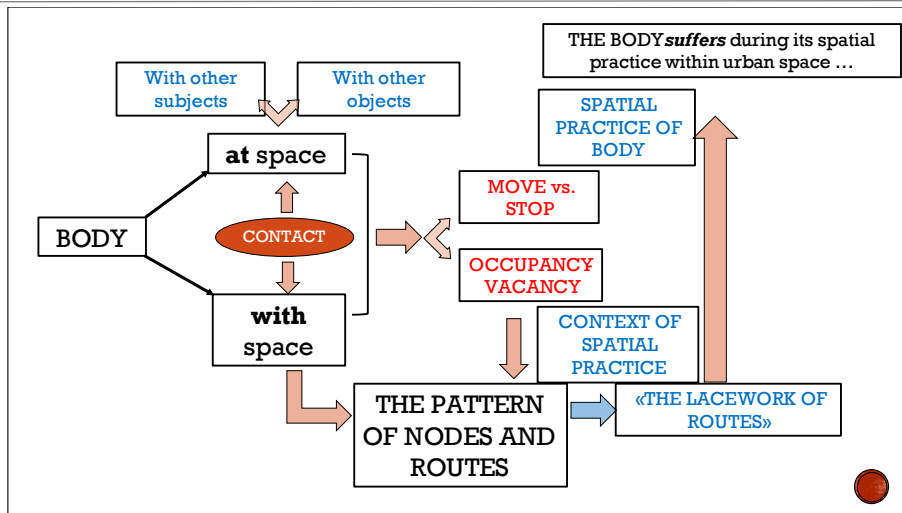 THE BODY suffers during its spatial
practice within urban space …
With other
subjects
With other
objects
SPATIAL
PRACTICE OF
BODY
at space
MOVE vs.
STOP
BODY
CONTACT
OCCUPANCY-
VACANCY
with
space
CONTEXT OF
SPATIAL
PRACTICE
THE PATTERN
OF NODES AND
ROUTES
«THE LACEWORK OF
ROUTES»